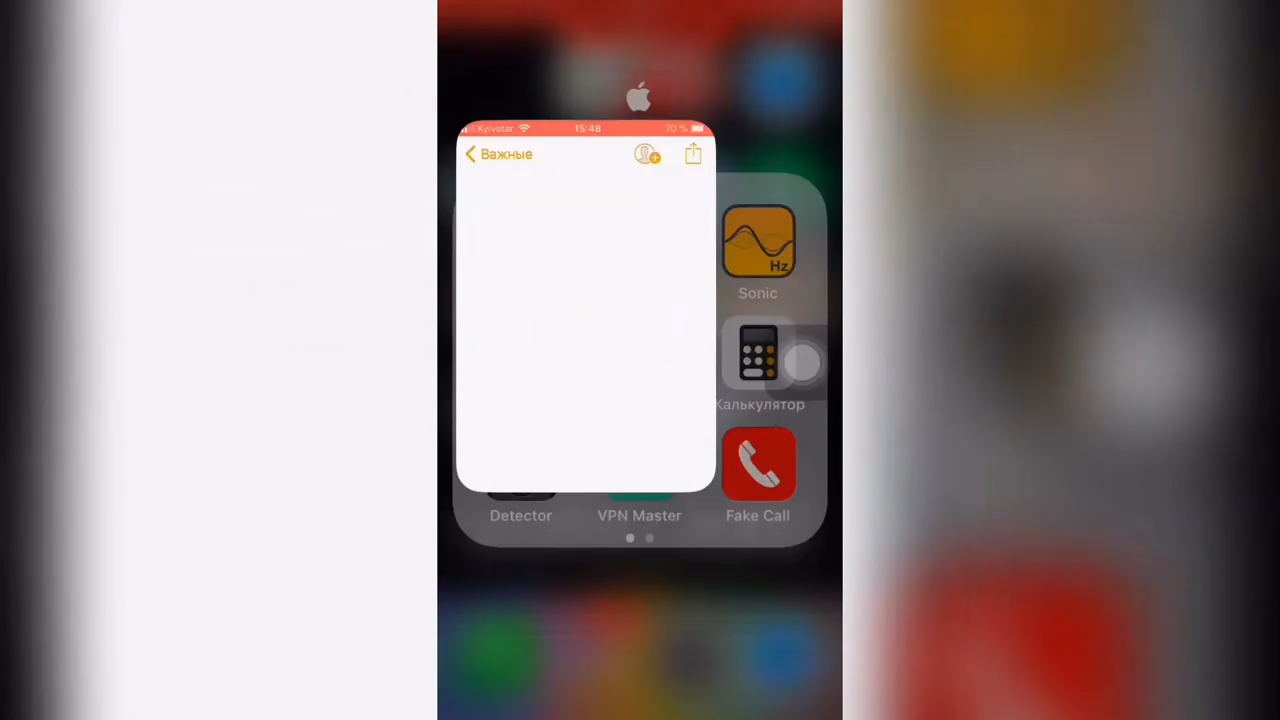 Kyivstar 15:48 70 %
Важные
Hz
Sonic
Калькулятор
Detector VPN Master Fake Call